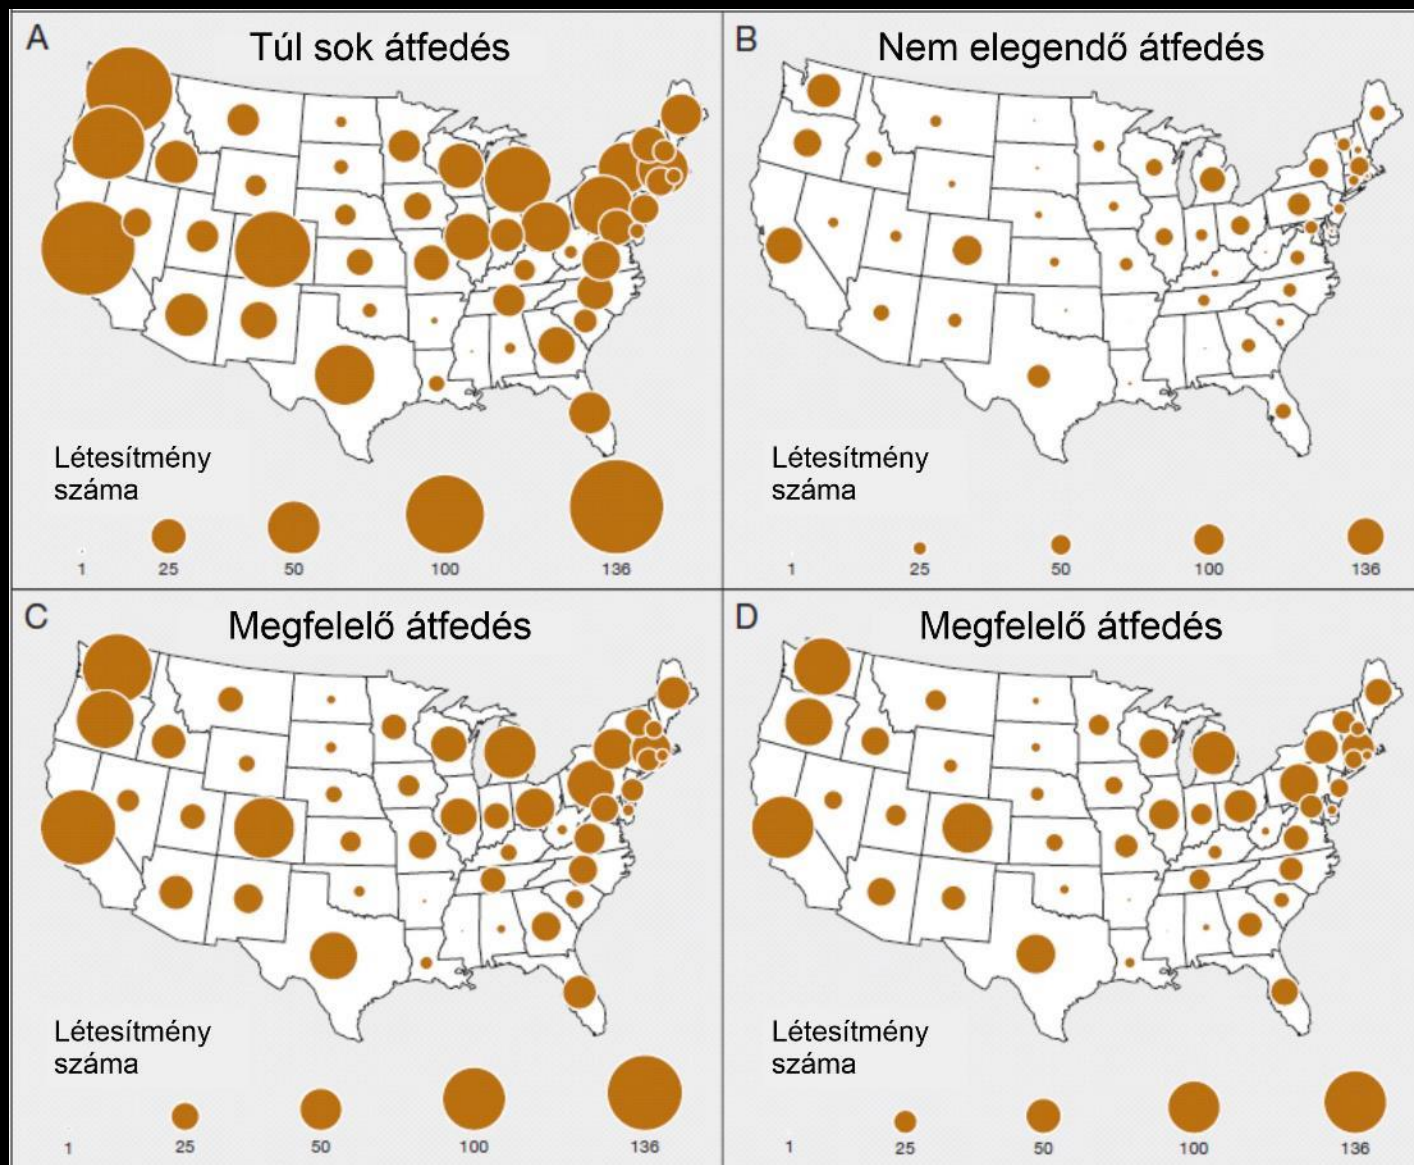 A
Túl sok átfedés
Létesítmény
száma
1 25 50 100 136
B
Nem elegendő átfedés
Létesítmény
száma
1 25 50 100 136
C
Megfelelő átfedés
Létesítmény
száma
1 25 50 100 136
D
Megfelelő átfedés
Létesítmény
száma
1 25 50 100 136